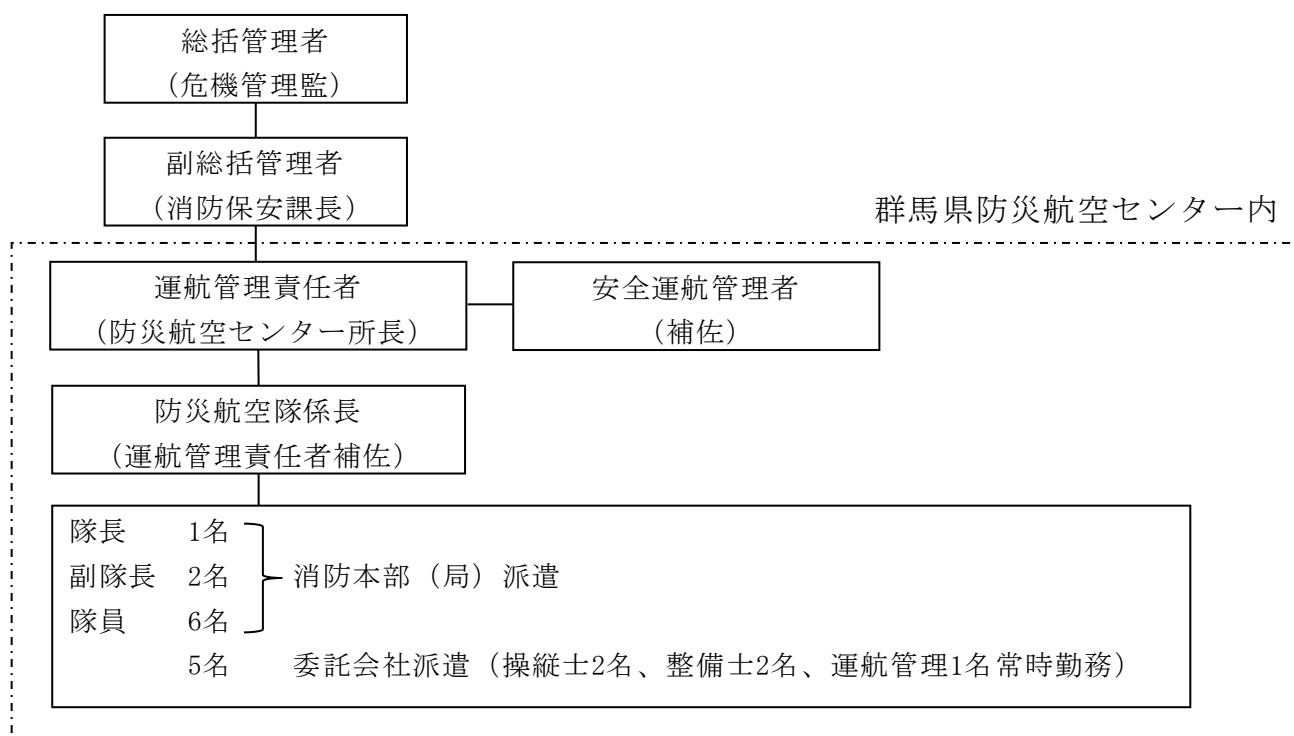 総括管理者
（危機管理監）
副総括管理者
（消防保安課長）
群馬県防災航空センター内
運航管理責任者
（防災航空センター所長）
安全運航管理者
（補佐）
防災航空隊係長
（運航管理責任者補佐）
隊長 1名
副隊長 2名 消防本部（局）派遣
隊員 6名
5名 委託会社派遣（操縦士2名、整備士2名、運航管理1名常時勤務）